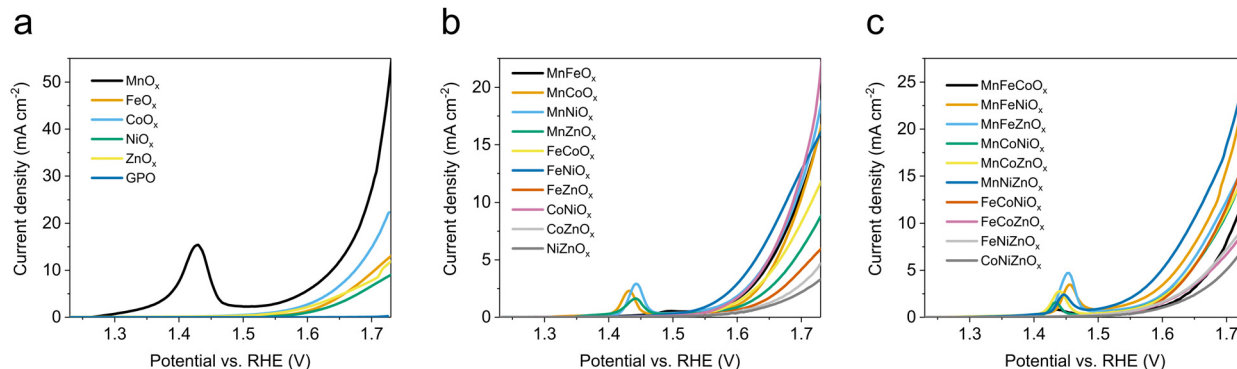 a
Current density (mA cm⁻²)
50
40
30
20
10
0
MnOₓ
FeOₓ
CoOₓ
NiOₓ
ZnOₓ
GPO
1.3 1.4 1.5 1.6 1.7
Potential vs. RHE (V)
b
Current density (mA cm⁻²)
20
15
10
5
0
MnFeOₓ
MnCoOₓ
MnNiOₓ
MnZnOₓ
FeCoOₓ
FeNiOₓ
FeZnOₓ
CoNiOₓ
CoZnOₓ
NiZnOₓ
1.3 1.4 1.5 1.6 1.7
Potential vs. RHE (V)
c
Current density (mA cm⁻²)
25
20
15
10
5
0
MnFeCoOₓ
MnFeNiOₓ
MnFeZnOₓ
MnCoNiOₓ
MnCoZnOₓ
MnNiZnOₓ
FeCoNiOₓ
FeCoZnOₓ
FeNiZnOₓ
CoNiZnOₓ
1.3 1.4 1.5 1.6 1.7
Potential vs. RHE (V)